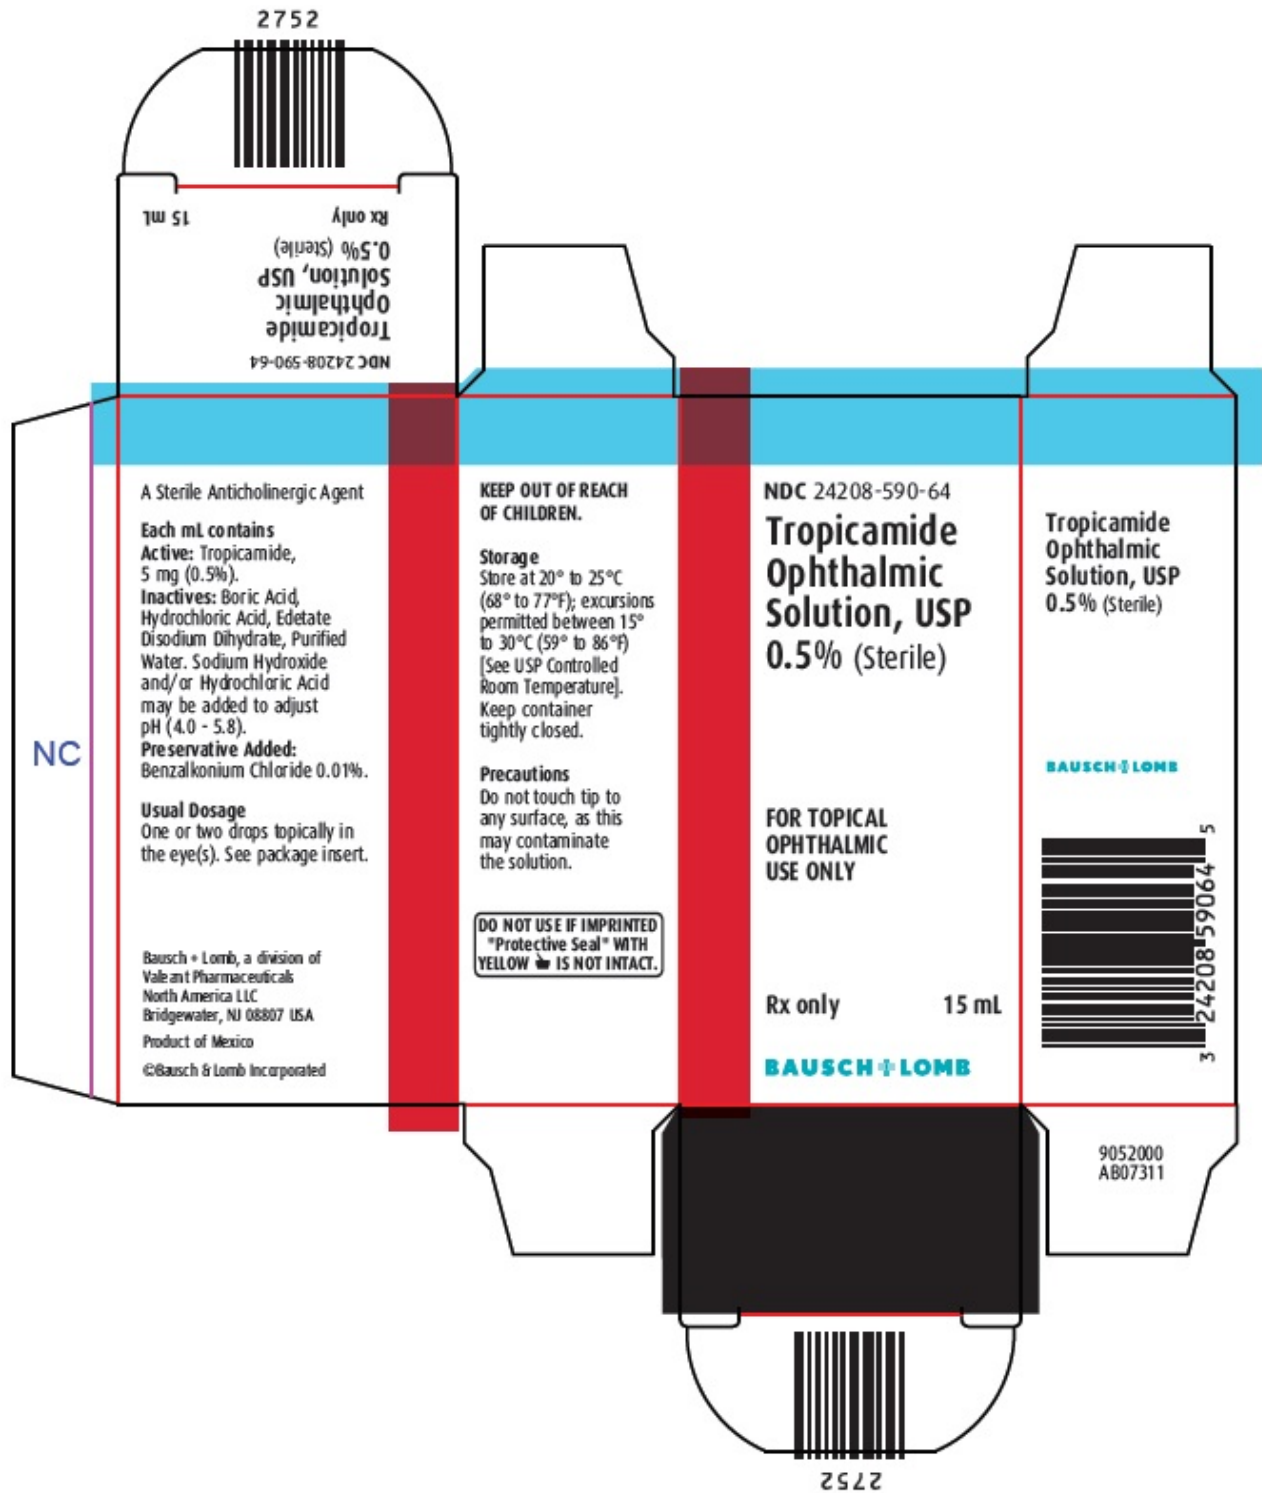 2752
15 mL Rx only
0.5% (Sterile)
Solution, USP
Ophthalmic
Tropicamide
NDC 24208-590-64
NC
A Sterile Anticholinergic Agent
Each mL contains
Active: Tropicamide,
5 mg (0.5%).
Inactives: Boric Acid,
Hydrochloric Acid, Edetate
Disodium Dihydrate, Purified
Water. Sodium Hydroxide
and/or Hydrochloric Acid
may be added to adjust
pH (4.0 - 5.8).
Preservative Added:
Benzalkonium Chloride 0.01%.
Usual Dosage
One or two drops topically in
the eye(s). See package insert.
Bausch + Lomb, a division of
Valeant Pharmaceuticals
North America LLC
Bridgewater, NJ 08807 USA
Product of Mexico
©Bausch & Lomb Incorporated
KEEP OUT OF REACH
OF CHILDREN.
Storage
Store at 20° to 25°C
(68° to 77°F); excursions
permitted between 15°
to 30°C (59° to 86°F)
[See USP Controlled
Room Temperature].
Keep container
tightly closed.
Precautions
Do not touch tip to
any surface, as this
may contaminate
the solution.
DO NOT USE IF IMPRINTED
"Protective Seal" WITH
YELLOW IS NOT INTACT.
NDC 24208-590-64
Tropicamide
Ophthalmic
Solution, USP
0.5% (Sterile)
FOR TOPICAL
OPHTHALMIC
USE ONLY
Rx only 15 mL
BAUSCH + LOMB
Tropicamide
Ophthalmic
Solution, USP
0.5% (Sterile)
BAUSCH + LOMB
3 24208 59064 5
9052000
AB07311
2752